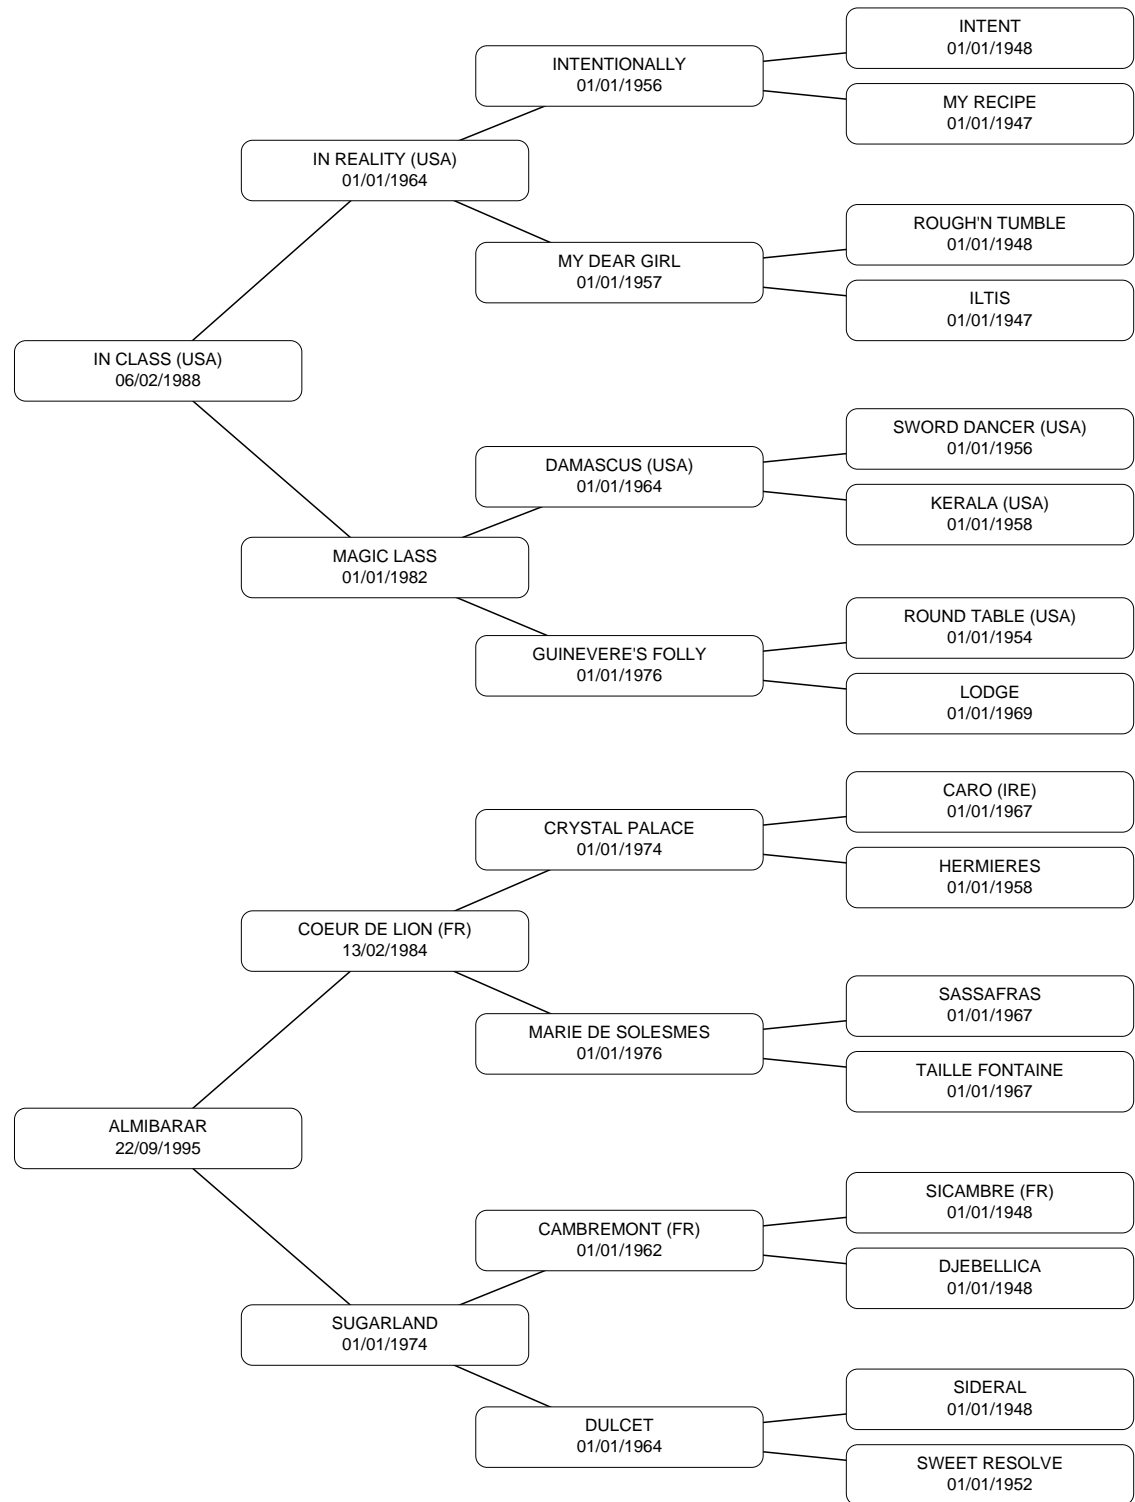 INTENT
01/01/1948
INTENTIONALLY
01/01/1956
MY RECIPE
01/01/1947
IN REALITY (USA)
01/01/1964
ROUGH'N TUMBLE
01/01/1948
MY DEAR GIRL
01/01/1957
ILTIS
01/01/1947
IN CLASS (USA)
06/02/1988
SWORD DANCER (USA)
01/01/1956
DAMASCUS (USA)
01/01/1964
KERALA (USA)
01/01/1958
MAGIC LASS
01/01/1982
ROUND TABLE (USA)
01/01/1954
GUINEVERE'S FOLLY
01/01/1976
LODGE
01/01/1969
CARO (IRE)
01/01/1967
CRYSTAL PALACE
01/01/1974
HERMIERES
01/01/1958
COEUR DE LION (FR)
13/02/1984
SASSAFRAS
01/01/1967
MARIE DE SOLESMES
01/01/1976
TAILLE FONTAINE
01/01/1967
ALMIBARAR
22/09/1995
SICAMBRE (FR)
01/01/1948
CAMBREMONT (FR)
01/01/1962
DJEBELLICA
01/01/1948
SUGARLAND
01/01/1974
SIDERAL
01/01/1948
DULCET
01/01/1964
SWEET RESOLVE
01/01/1952